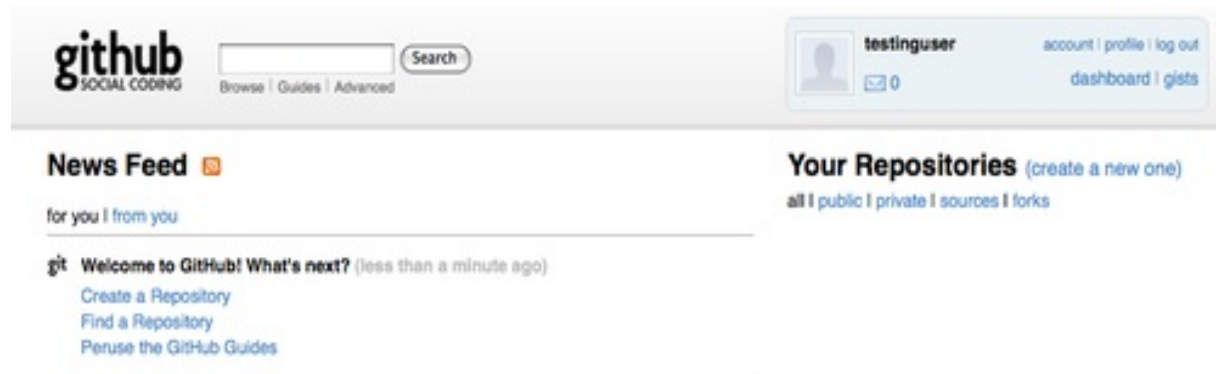 github
SOCIAL CODING
Search
Browse | Guides | Advanced
testinguser
account | profile | log out
0
dashboard | gists
News Feed
for you | from you
git Welcome to GitHub! What's next? (less than a minute ago)
Create a Repository
Find a Repository
Peruse the GitHub Guides
Your Repositories (create a new one)
all | public | private | sources | forks